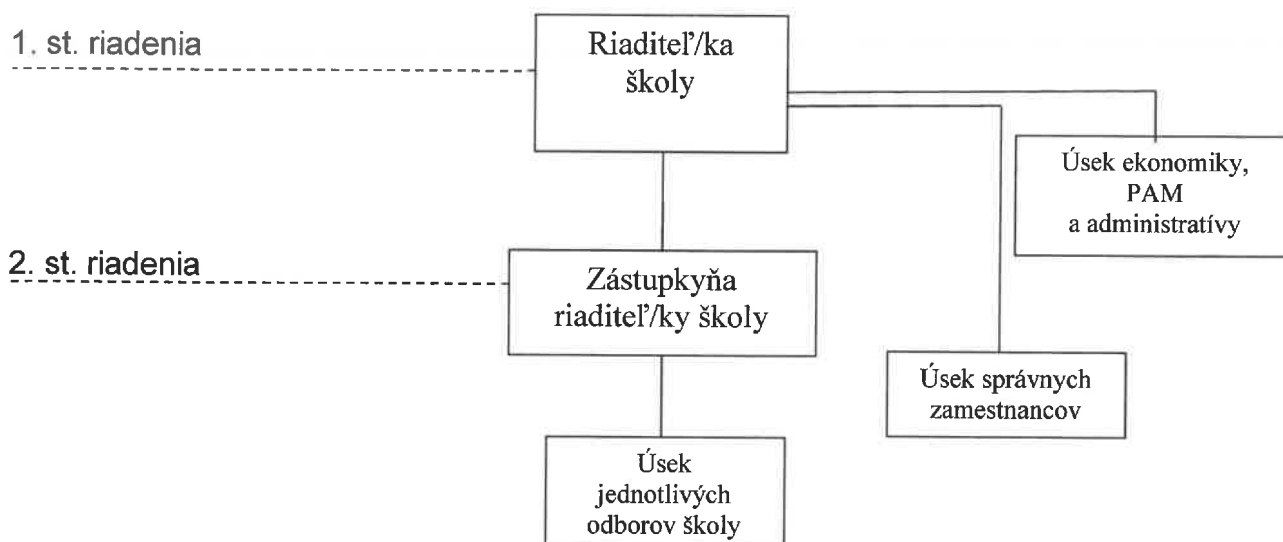 1. st. riadenia
Riaditeľ/ka
školy
Úsek ekonomiky,
PAM
a administratívy
2. st. riadenia
Zástupkyňa
riaditeľ/ky školy
Úsek správnych
zamestnancov
Úsek
jednotlivých
odborov školy